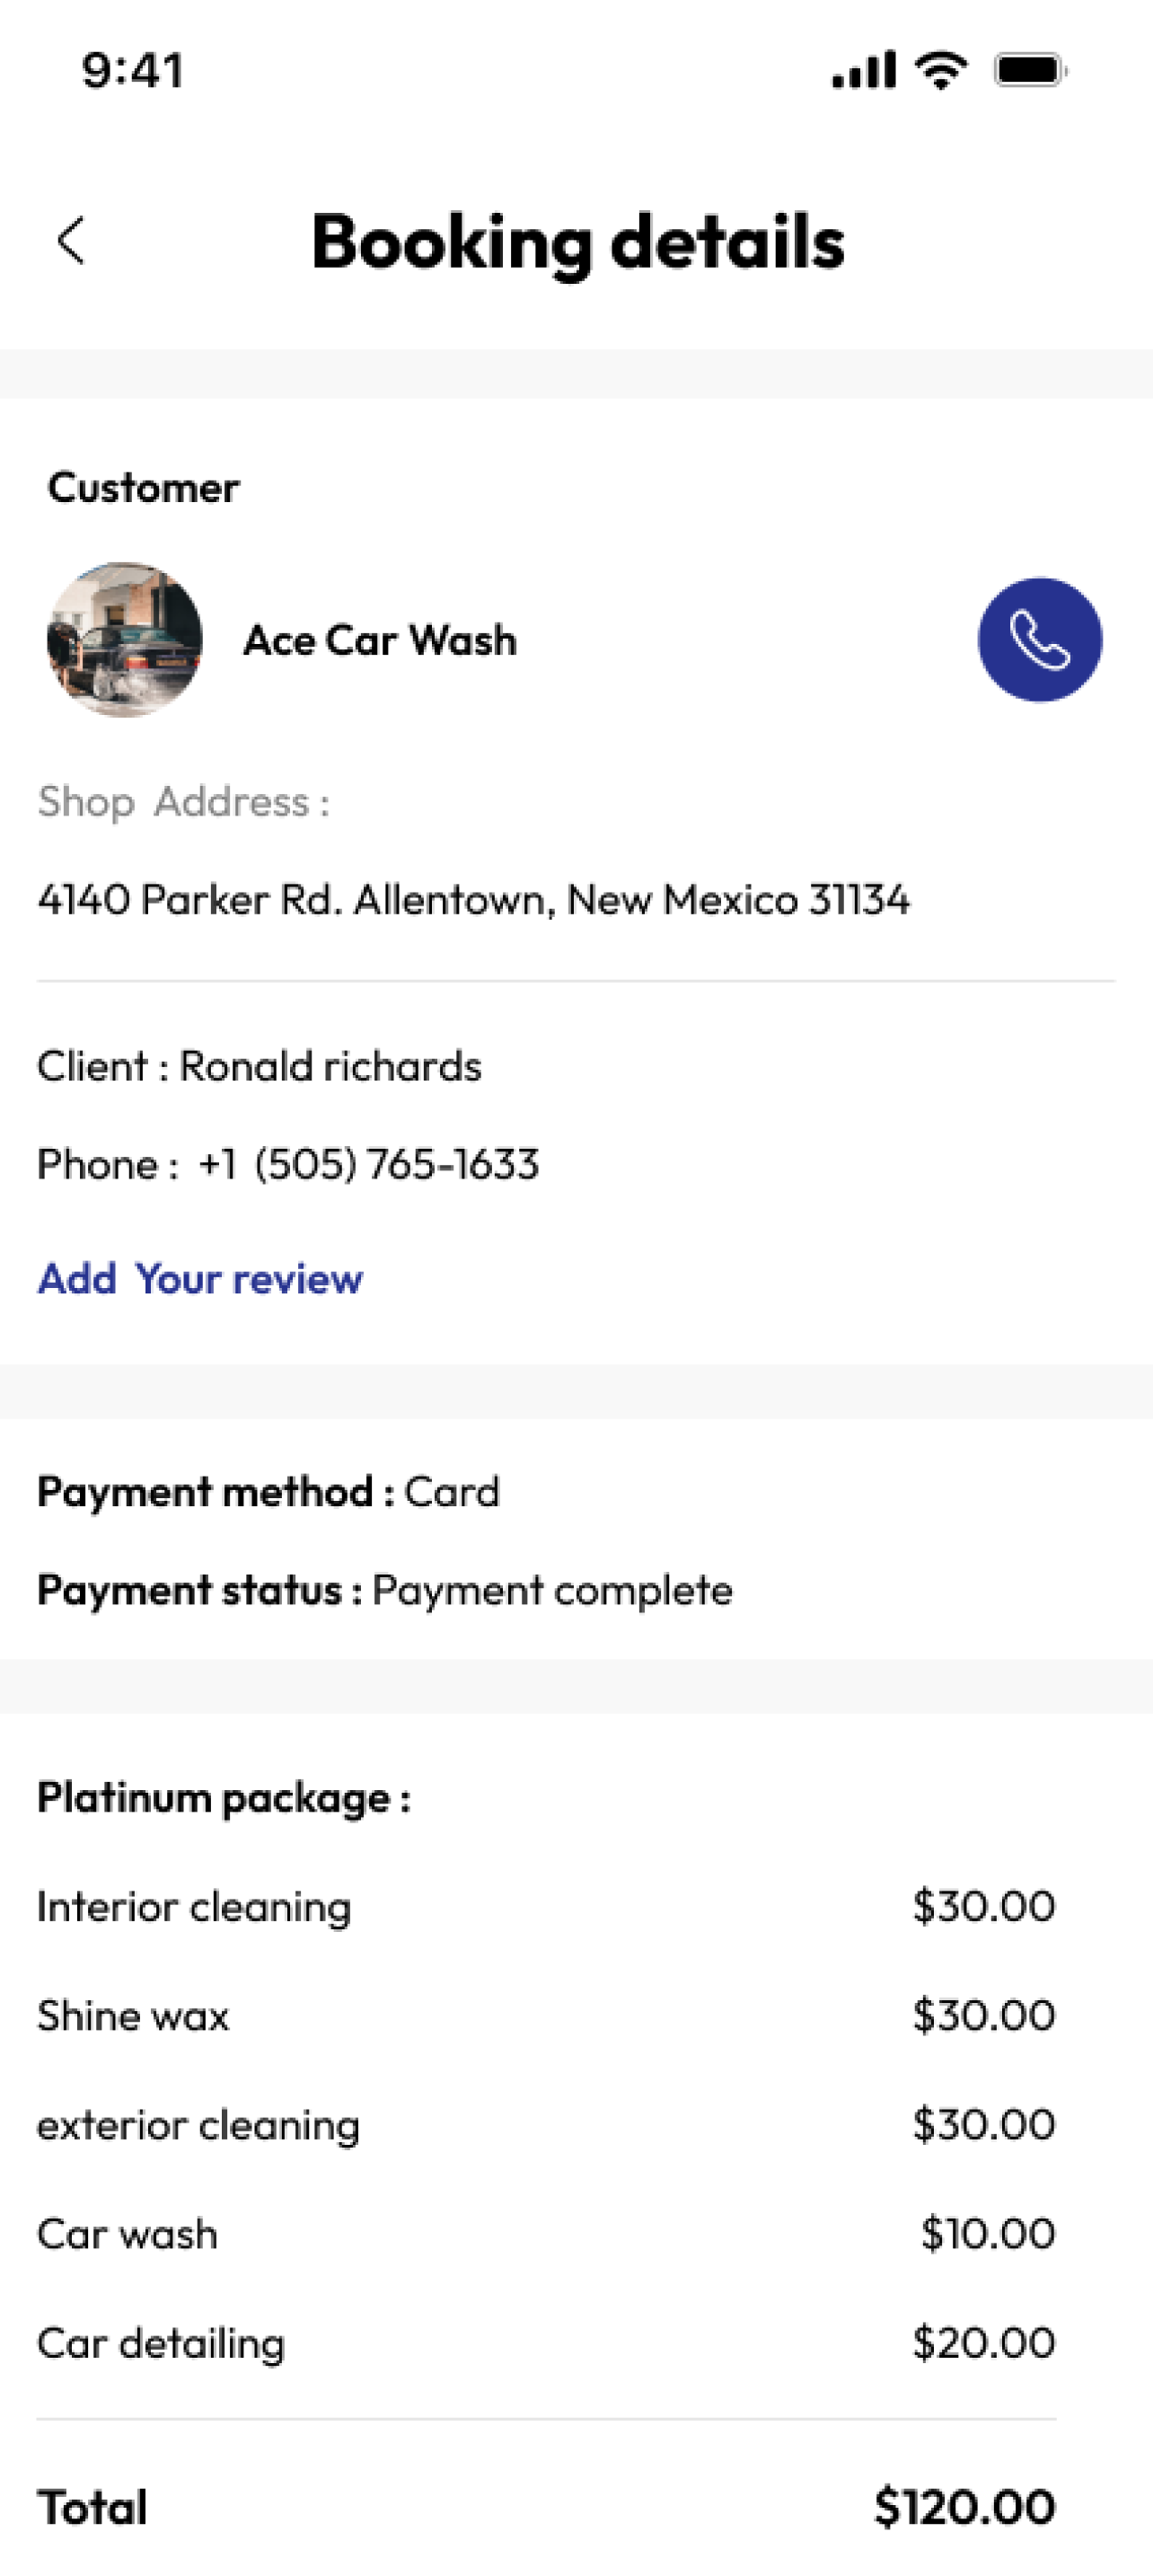 9:41
Booking details
Customer
Ace Car Wash
Shop Address :
4140 Parker Rd. Allentown, New Mexico 31134
Client : Ronald richards
Phone : +1 (505) 765-1633
Add Your review
Payment method : Card
Payment status : Payment complete
Platinum package :
Interior cleaning $30.00
Shine wax $30.00
exterior cleaning $30.00
Car wash $10.00
Car detailing $20.00
Total $120.00